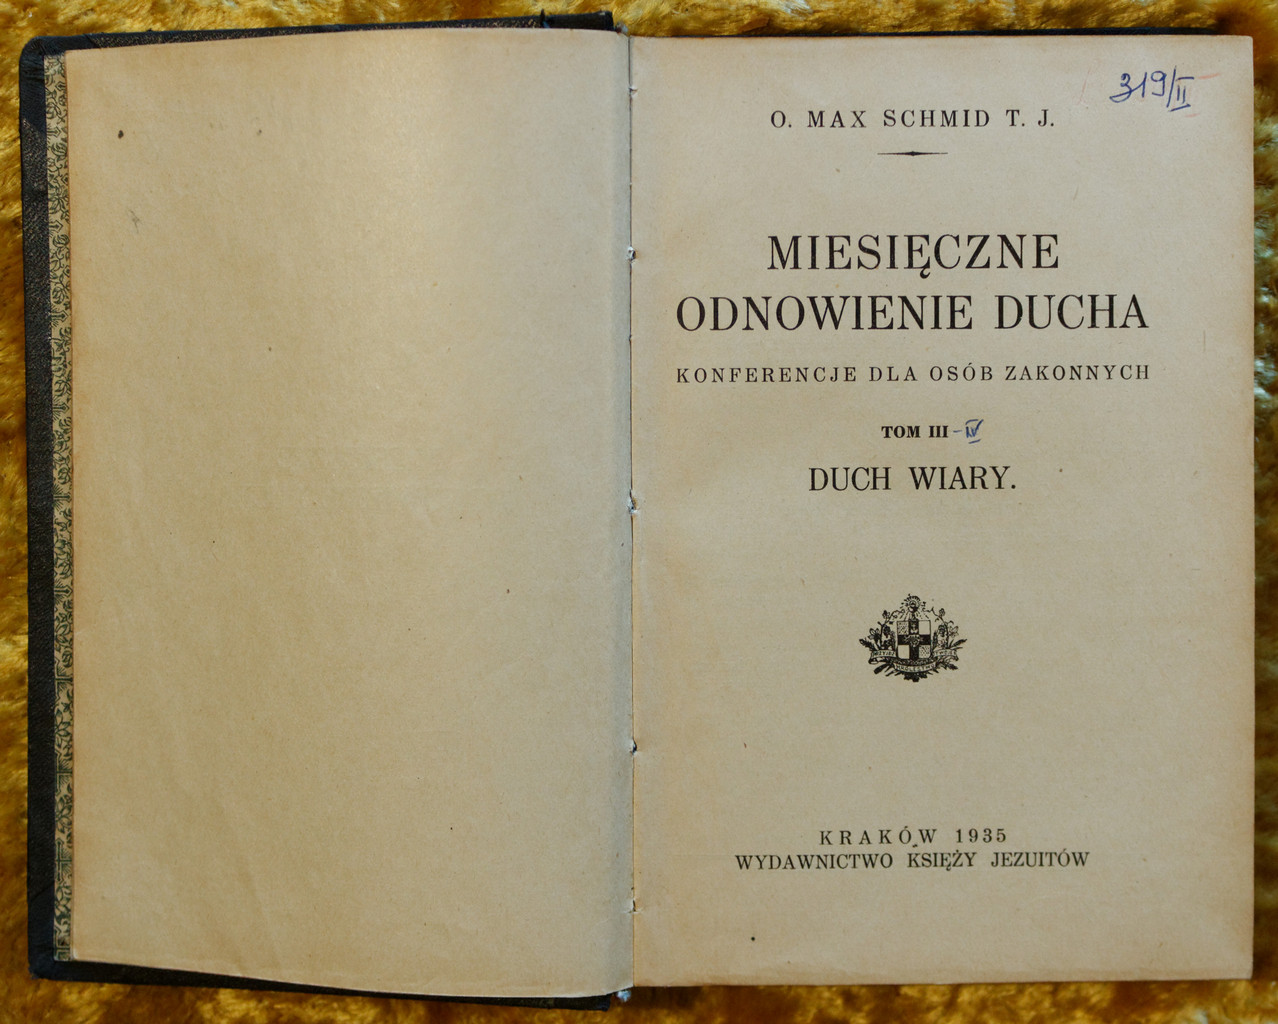 319/II
O. MAX SCHMID T. J.
MIESIĘCZNE
ODNOWIENIE DUCHA
KONFERENCJE DLA OSÓB ZAKONNYCH
TOM III-IV
DUCH WIARY.
KRAKÓW 1935
WYDAWNICTWO KSIĘŻY JEZUITÓW